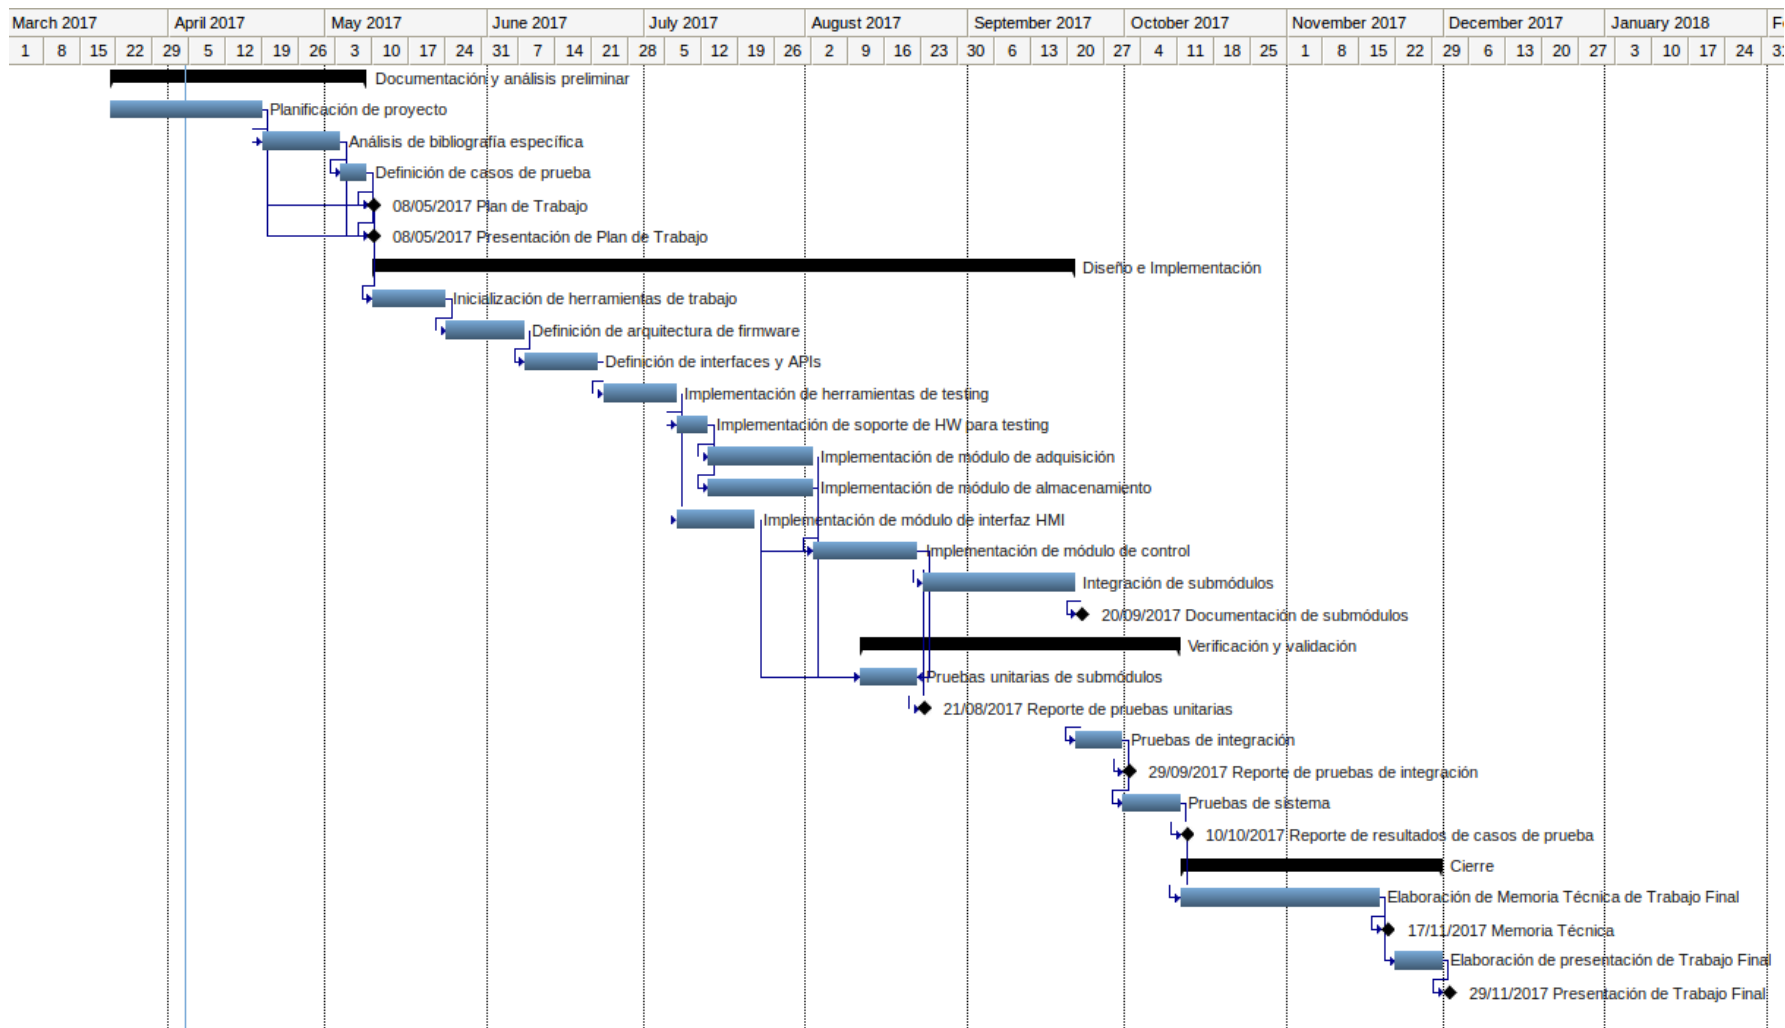 March 2017 April 2017 May 2017 June 2017 July 2017 August 2017 September 2017 October 2017 November 2017 December 2017 January 2018
1 8 15 22 29 5 12 19 26 3 10 17 24 31 7 14 21 28 5 12 19 26 2 9 16 23 30 6 13 20 27 4 11 18 25 1 8 15 22 29 6 13 20 27 3 10 17 24 31
Documentación y análisis preliminar
Planificación de proyecto
Análisis de bibliografía específica
Definición de casos de prueba
08/05/2017 Plan de Trabajo
08/05/2017 Presentación de Plan de Trabajo
Diseño e Implementación
Inicialización de herramientas de trabajo
Definición de arquitectura de firmware
Definición de interfaces y APIs
Implementación de herramientas de testing
Implementación de soporte de HW para testing
Implementación de módulo de adquisición
Implementación de módulo de almacenamiento
Implementación de módulo de interfaz HMI
Implementación de módulo de control
Integración de submódulos
20/09/2017 Documentación de submódulos
Verificación y validación
Pruebas unitarias de submódulos
21/08/2017 Reporte de pruebas unitarias
Pruebas de integración
29/09/2017 Reporte de pruebas de integración
Pruebas de sistema
10/10/2017 Reporte de resultados de casos de prueba
Cierre
Elaboración de Memoria Técnica de Trabajo Final
17/11/2017 Memoria Técnica
Elaboración de presentación de Trabajo Final
29/11/2017 Presentación de Trabajo Final